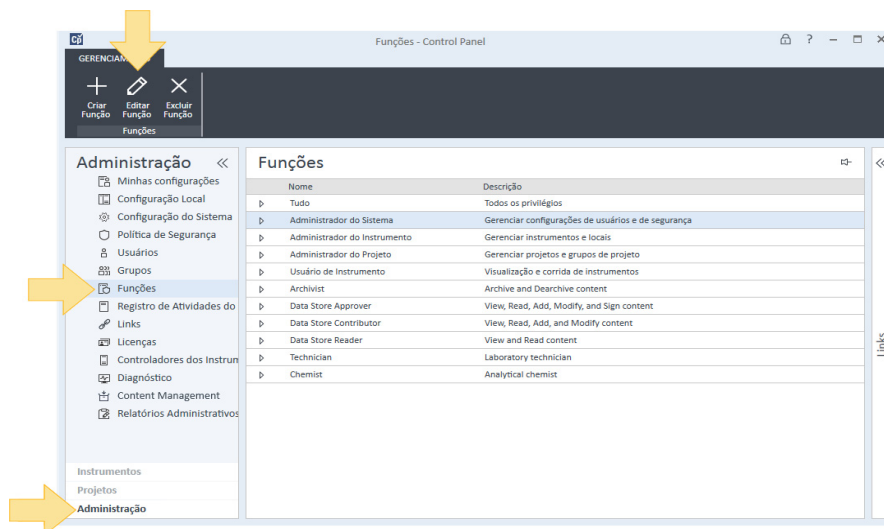 Cp
Funções - Control Panel
?
GERENCIAM
Criar Função
Editar Função
Excluir Função
Funções
Administração
Minhas configurações
Configuração Local
Configuração do Sistema
Política de Segurança
Usuários
Grupos
Funções
Registro de Atividades do
Links
Licenças
Controladores dos Instrum
Diagnóstico
Content Management
Relatórios Administrativos
Instrumentos
Projetos
Administração
Funções
Nome Descrição
Tudo Todos os privilégios
Administrador do Sistema Gerenciar configurações de usuários e de segurança
Administrador do Instrumento Gerenciar instrumentos e locais
Administrador do Projeto Gerenciar projetos e grupos de projeto
Usuário de Instrumento Visualização e corrida de instrumentos
Archivist Archive and Dearchive content
Data Store Approver View, Read, Add, Modify, and Sign content
Data Store Contributor View, Read, Add, and Modify content
Data Store Reader View and Read content
Technician Laboratory technician
Chemist Analytical chemist
Links